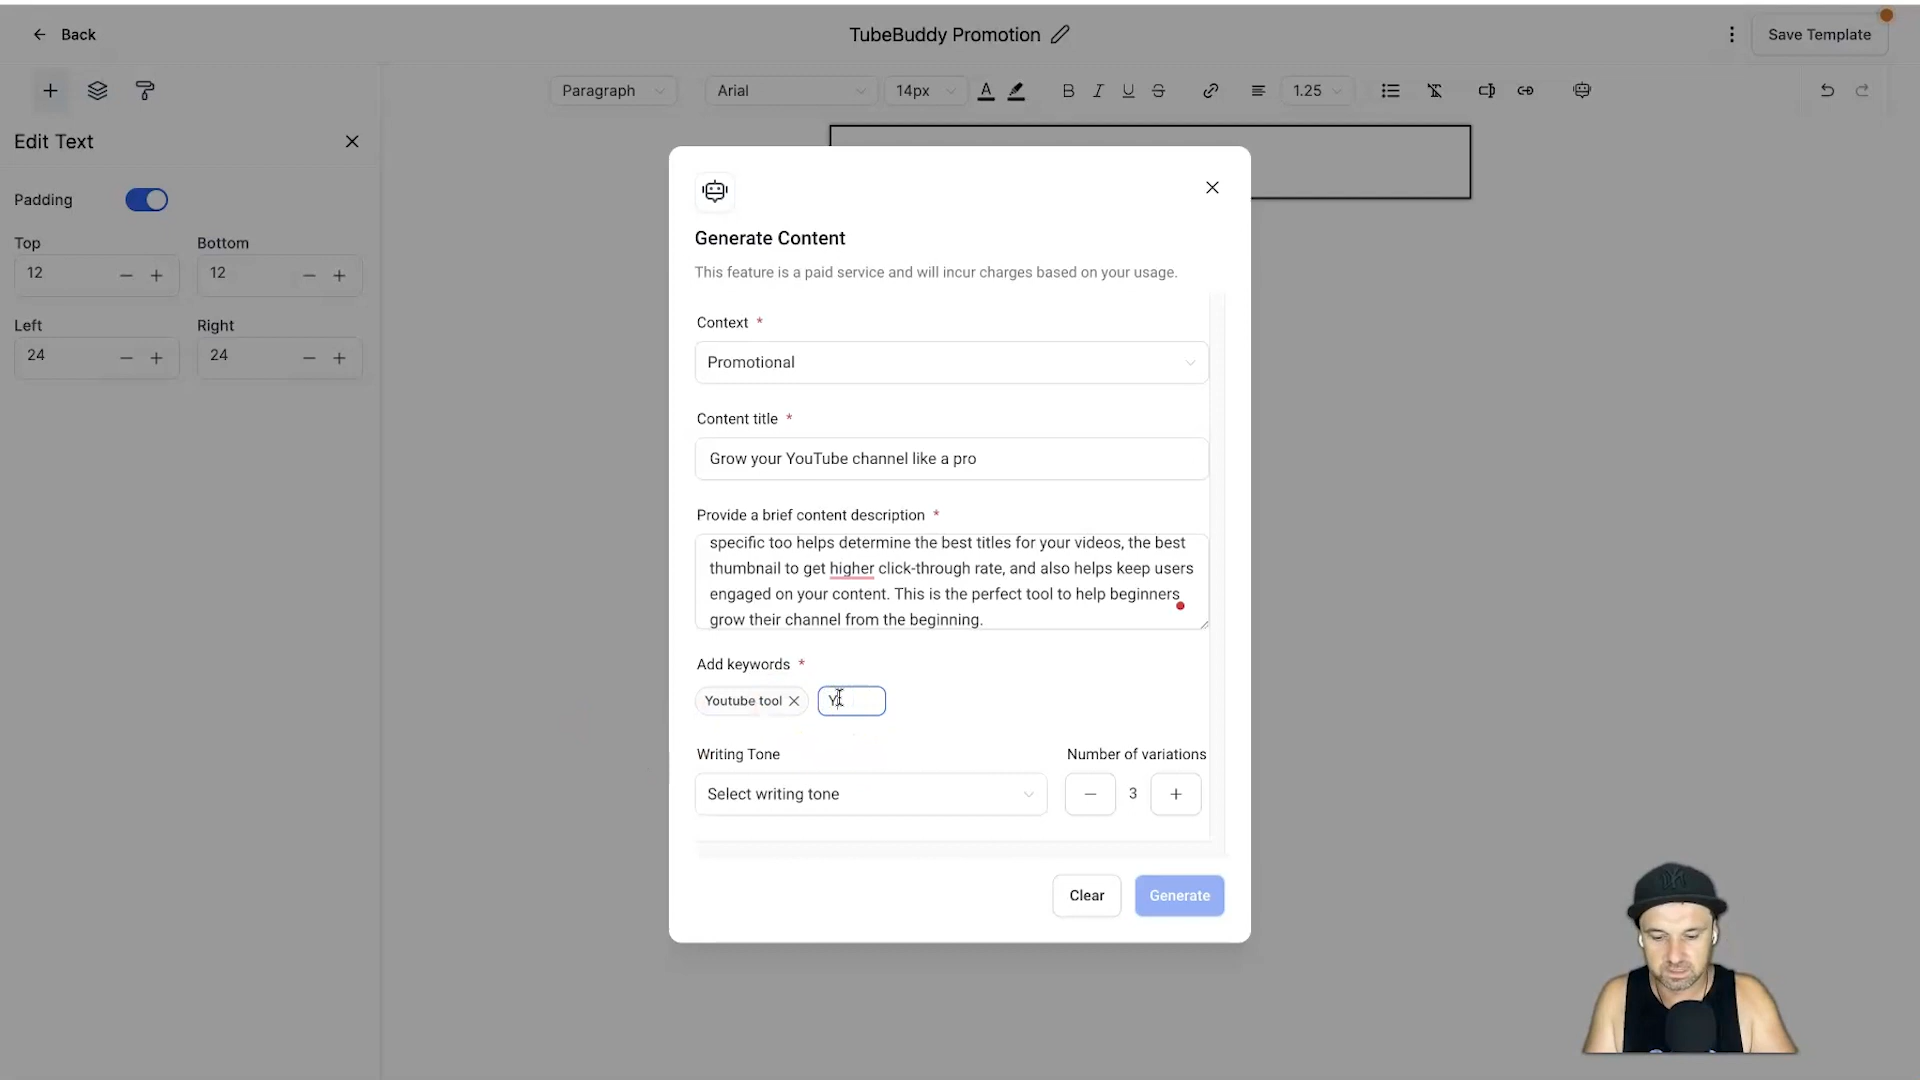 Back
TubeBuddy Promotion
Save Template
Paragraph
Arial
14px
A
B
I
U
S
1.25
Edit Text
Padding
Top
Bottom
12
12
Left
Right
24
24
Generate Content
This feature is a paid service and will incur charges based on your usage.
Context *
Promotional
Content title *
Grow your YouTube channel like a pro
Provide a brief content description *
specific too helps determine the best titles for your videos, the best
thumbnail to get higher click-through rate, and also helps keep users
engaged on your content. This is the perfect tool to help beginners
grow their channel from the beginning.
Add keywords *
Youtube tool
Writing Tone
Number of variations
Select writing tone
3
Clear
Generate